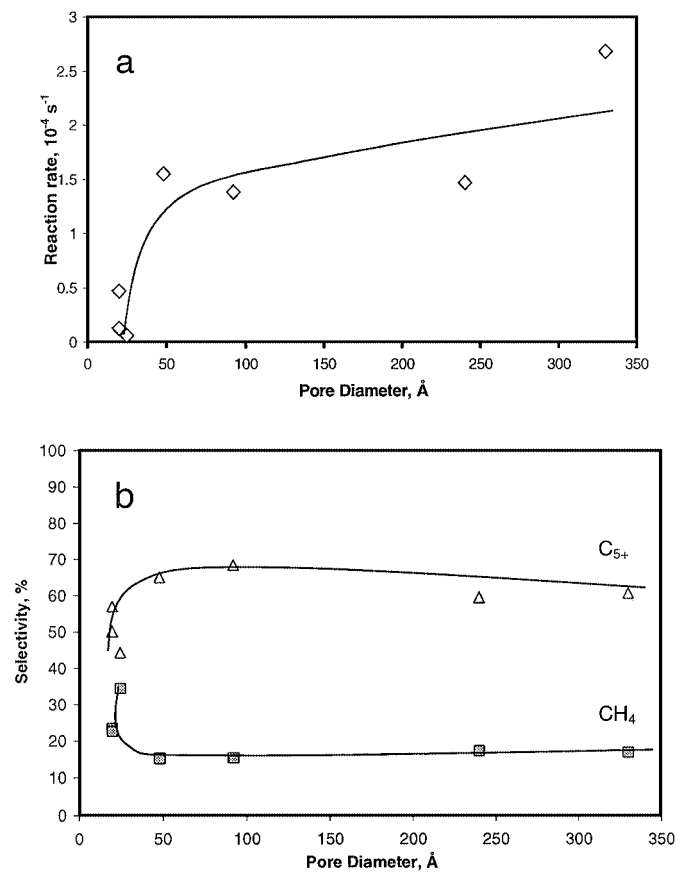 a
3
2.5
2
1.5
1
0.5
0
Reaction rate, 10⁻⁴ s⁻¹
0 50 100 150 200 250 300 350
Pore Diameter, Å
b
100
90
80
70
60
50
40
30
20
10
0
Selectivity, %
C₅₊
CH₄
0 50 100 150 200 250 300 350
Pore Diameter, Å